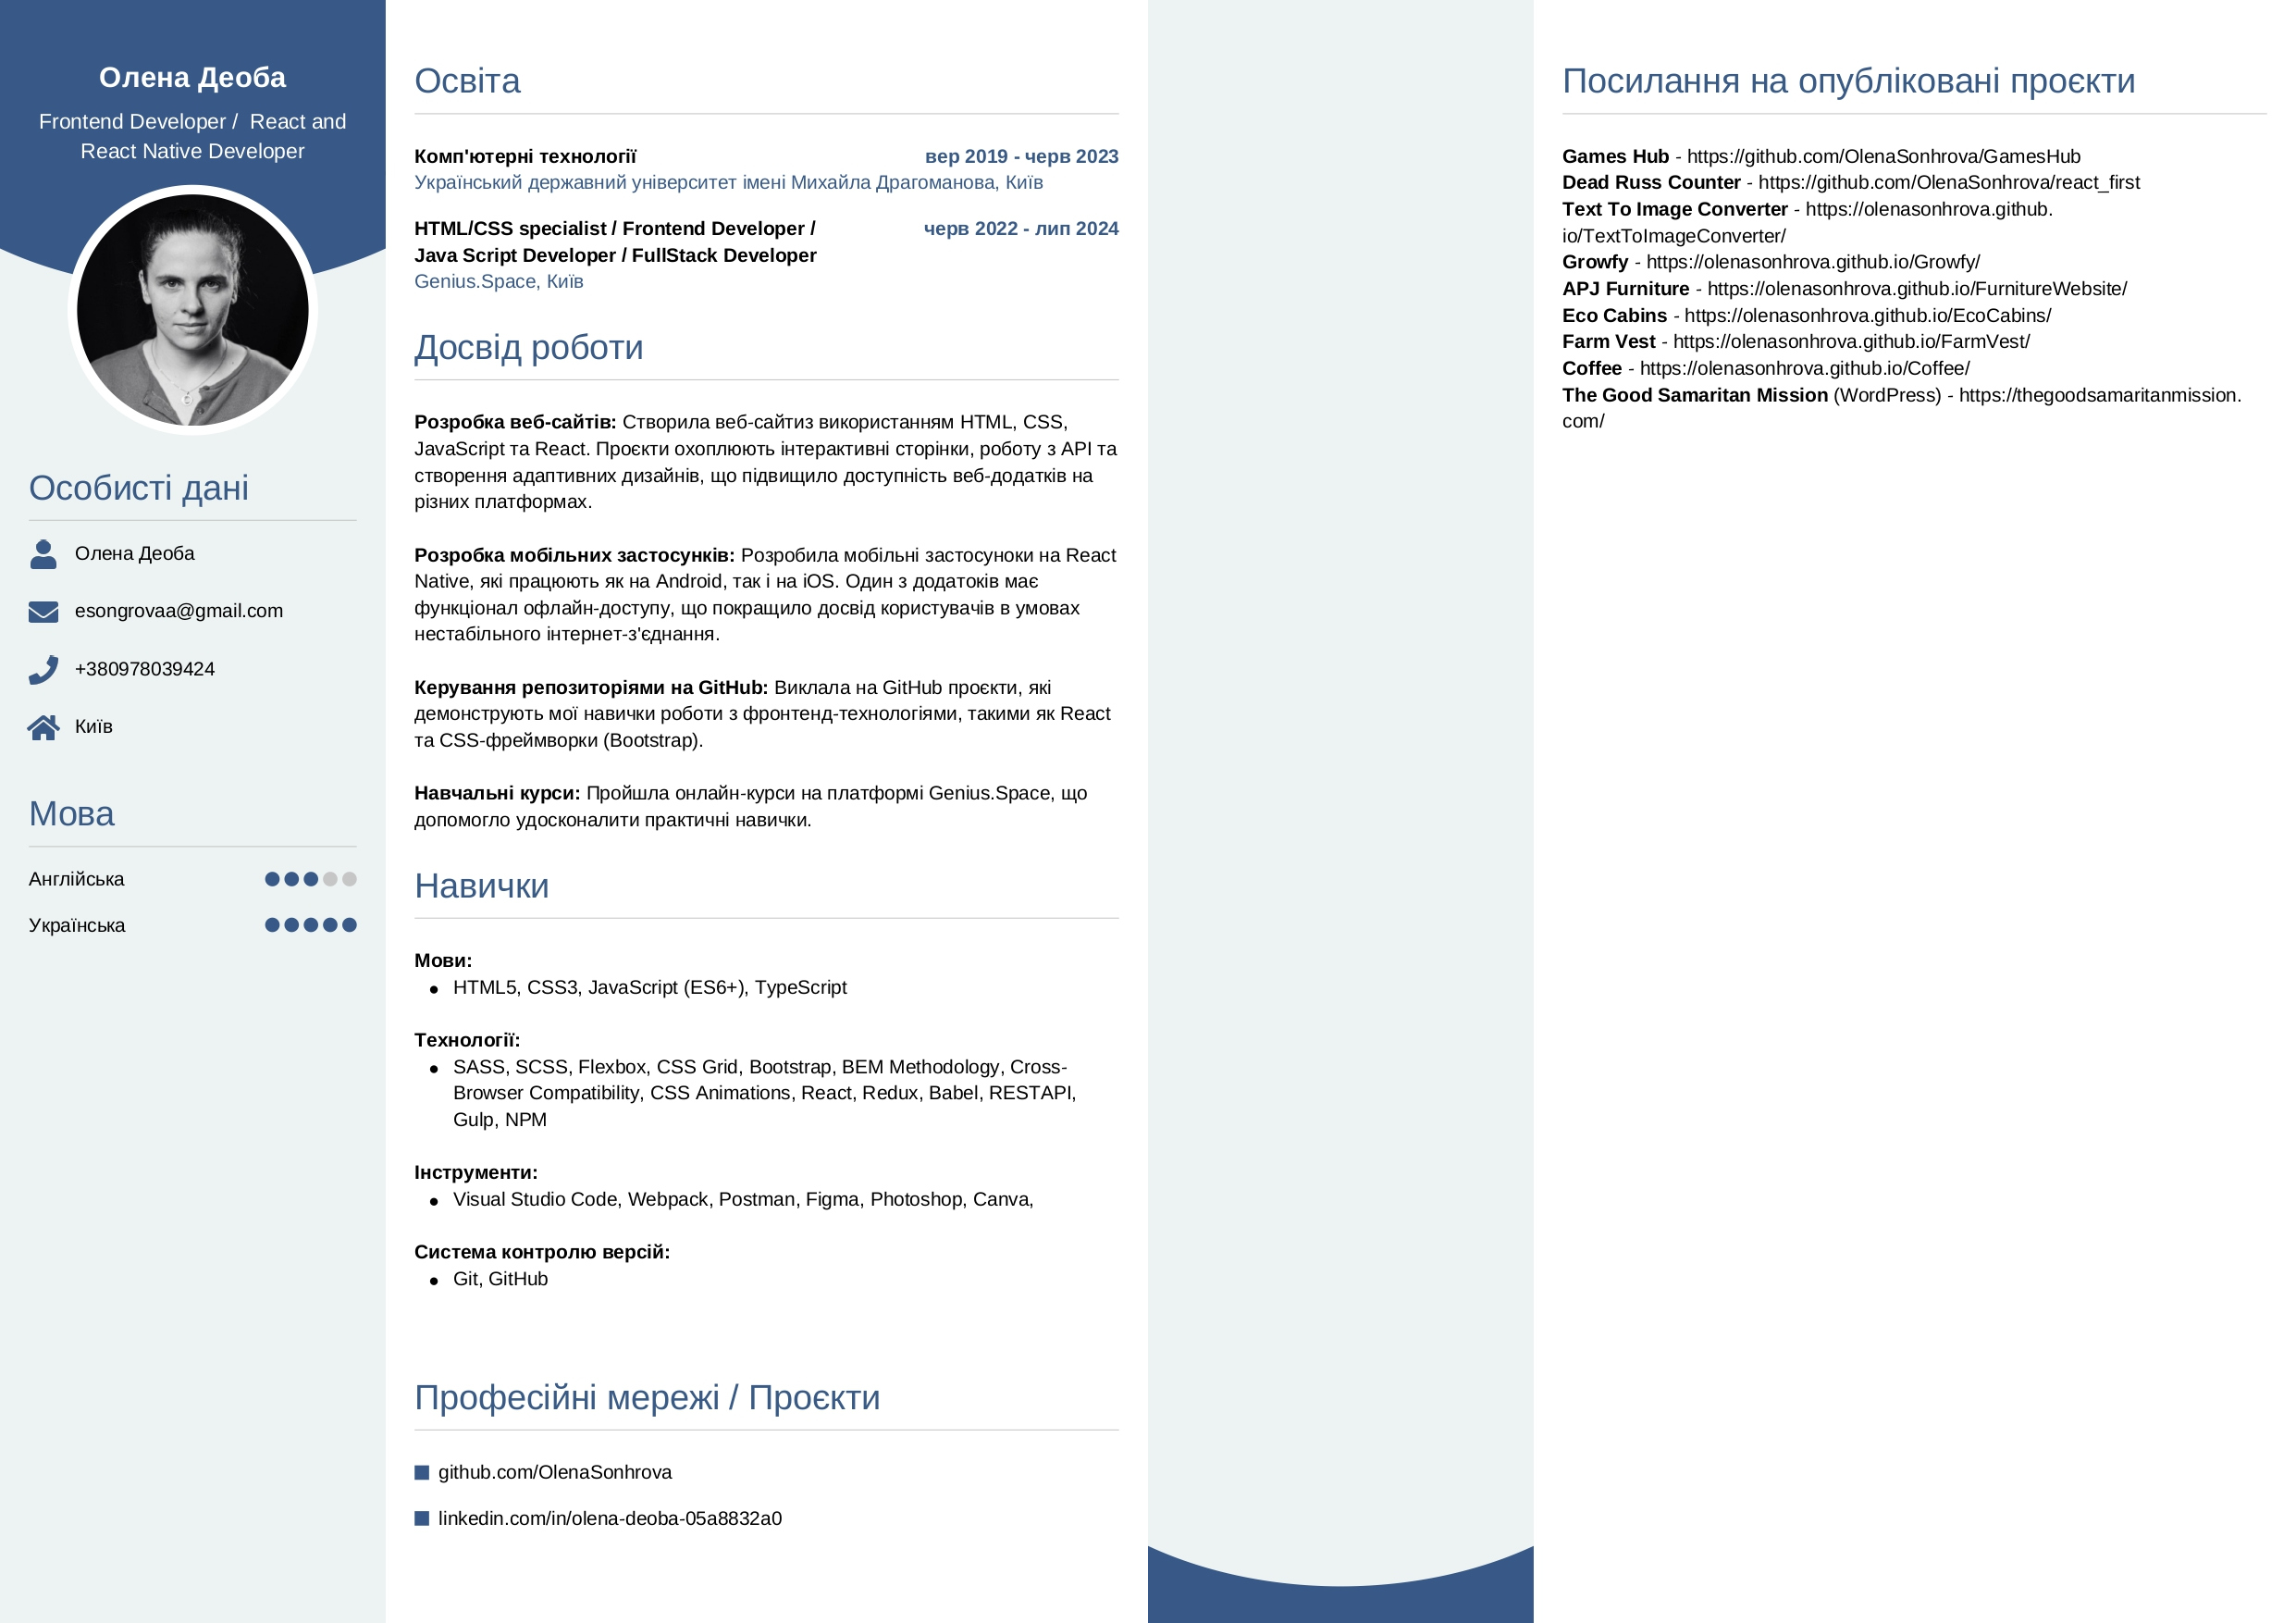 Олена Деоба
Frontend Developer /  React and
React Native Developer
Особисті дані
Олена Деоба
esongrovaa@gmail.com
+380978039424
Київ
Мова
Англійська
Українська
Освіта
Комп'ютерні технології вер 2019 - черв 2023
Український державний університет імені Михайла Драгоманова, Київ
HTML/CSS specialist / Frontend Developer / черв 2022 - лип 2024
Java Script Developer / FullStack Developer
Genius.Space, Київ
Досвід роботи
Розробка веб-сайтів: Створила веб-сайтиз використанням HTML, CSS,
JavaScript та React. Проєкти охоплюють інтерактивні сторінки, роботу з API та
створення адаптивних дизайнів, що підвищило доступність веб-додатків на
різних платформах.
Розробка мобільних застосунків: Розробила мобільні застосуноки на React
Native, які працюють як на Android, так і на iOS. Один з додатоків має
функціонал офлайн-доступу, що покращило досвід користувачів в умовах
нестабільного інтернет-з'єднання.
Керування репозиторіями на GitHub: Виклала на GitHub проєкти, які
демонструють мої навички роботи з фронтенд-технологіями, такими як React
та CSS-фреймворки (Bootstrap).
Навчальні курси: Пройшла онлайн-курси на платформі Genius.Space, що
допомогло удосконалити практичні навички.
Навички
Мови:
● HTML5, CSS3, JavaScript (ES6+), TypeScript
Технології:
● SASS, SCSS, Flexbox, CSS Grid, Bootstrap, BEM Methodology, Cross-
Browser Compatibility, CSS Animations, React, Redux, Babel, RESTAPI,
Gulp, NPM
Інструменти:
● Visual Studio Code, Webpack, Postman, Figma, Photoshop, Canva,
Система контролю версій:
● Git, GitHub
Професійні мережі / Проєкти
github.com/OlenaSonhrova
linkedin.com/in/olena-deoba-05a8832a0
Посилання на опубліковані проєкти
Games Hub - https://github.com/OlenaSonhrova/GamesHub
Dead Russ Counter - https://github.com/OlenaSonhrova/react_first
Text To Image Converter - https://olenasonhrova.github.
io/TextToImageConverter/
Growfy - https://olenasonhrova.github.io/Growfy/
APJ Furniture - https://olenasonhrova.github.io/FurnitureWebsite/
Eco Cabins - https://olenasonhrova.github.io/EcoCabins/
Farm Vest - https://olenasonhrova.github.io/FarmVest/
Coffee - https://olenasonhrova.github.io/Coffee/
The Good Samaritan Mission (WordPress) - https://thegoodsamaritanmission.
com/